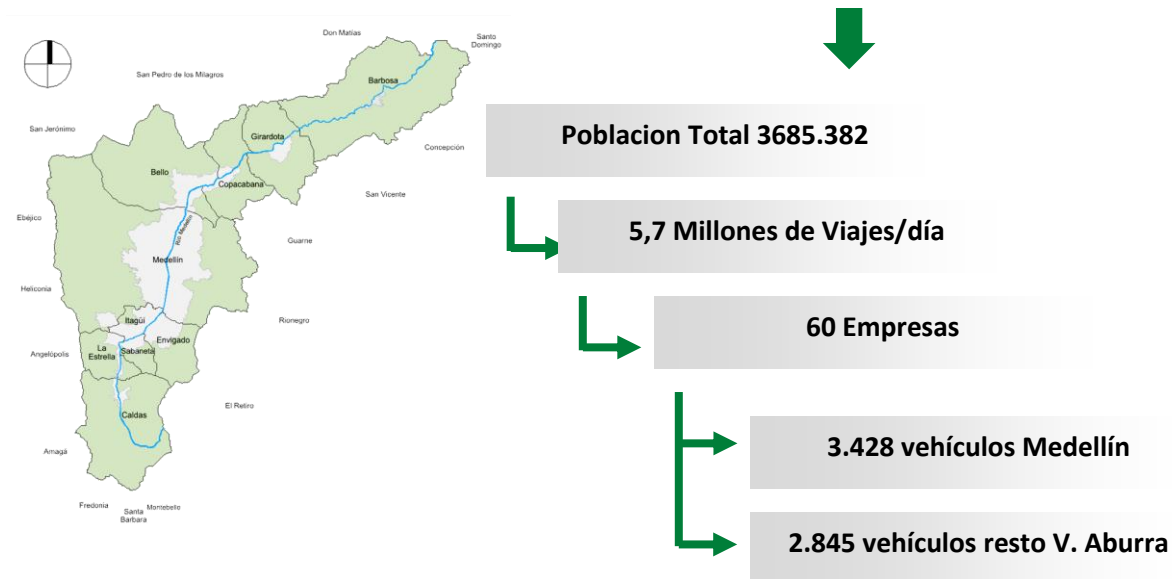 Don Matías
Santo
Domingo
San Pedro de los Milagros
Barbosa
San Jerónimo
Girardota
Concepción
Bello
Copacabana
San Vicente
Ebéjico
Río Medellín
Guarne
Medellín
Heliconia
Rionegro
Itagüí
Envigado
La
Estrella
Sabaneta
Angelópolis
El Retiro
Caldas
Amagá
Fredonia
Santa
Barbara
Montebello
Poblacion Total 3685.382
5,7 Millones de Viajes/día
60 Empresas
3.428 vehículos Medellín
2.845 vehículos resto V. Aburra